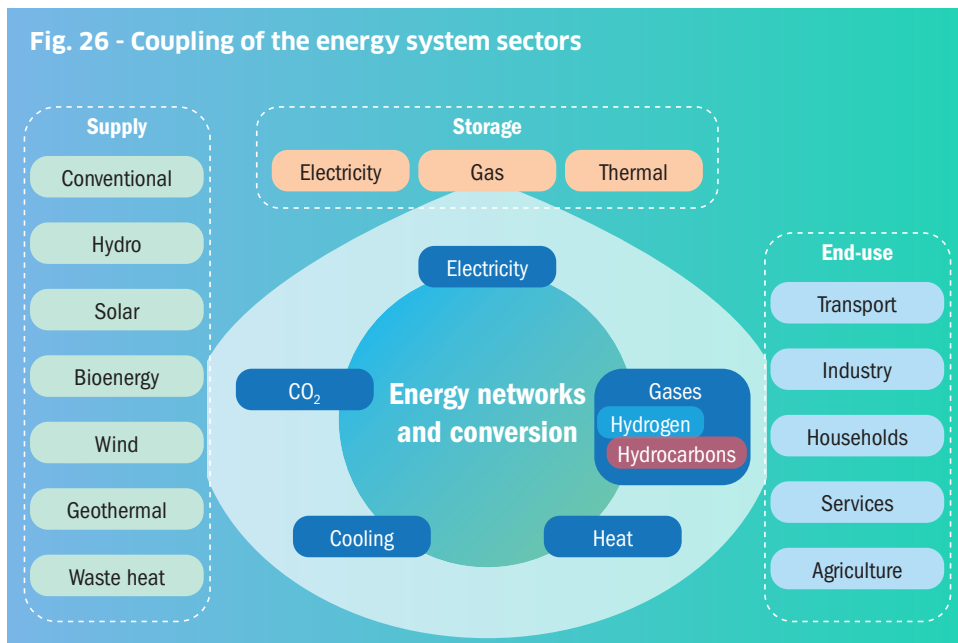 Fig. 26 - Coupling of the energy system sectors
Supply
Conventional
Hydro
Solar
Bioenergy
Wind
Geothermal
Waste heat
Storage
Electricity
Gas
Thermal
Electricity
CO₂
Energy networks
and conversion
Gases
Hydrogen
Hydrocarbons
Cooling
Heat
End-use
Transport
Industry
Households
Services
Agriculture